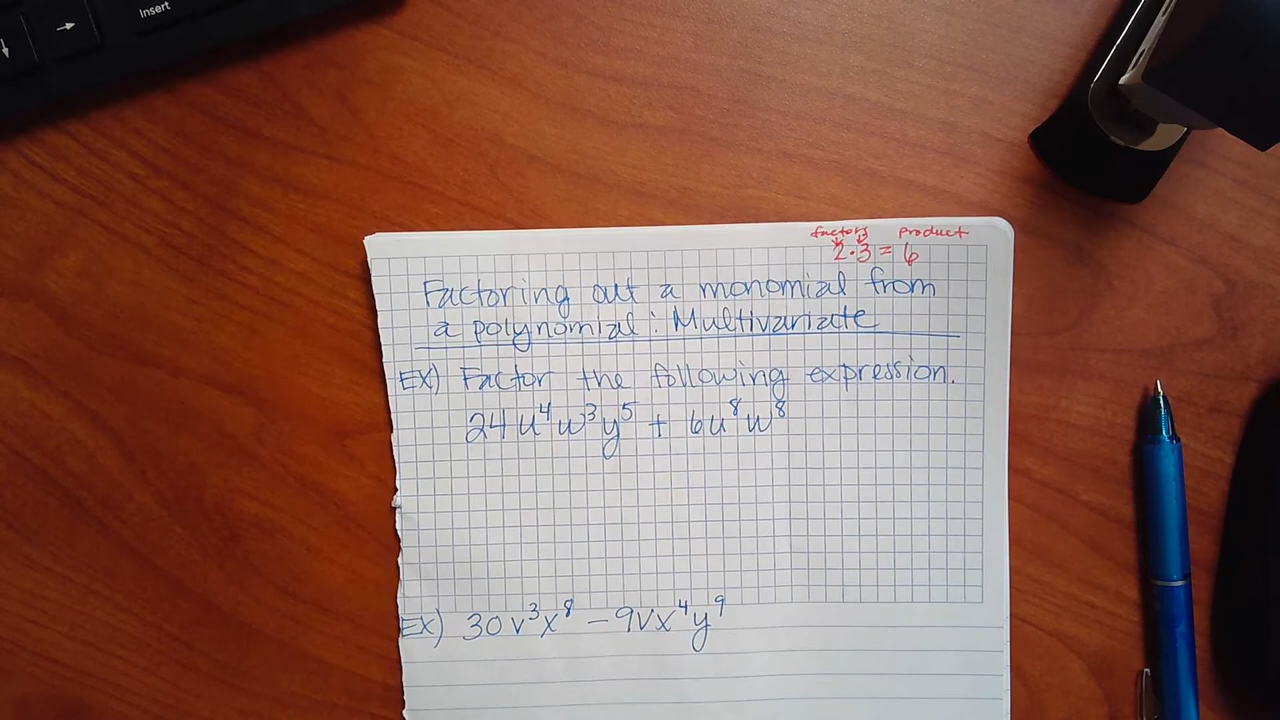 Insert
factors product
2·3 = 6
Factoring out a monomial from
a polynomial: Multivariate
EX) Factor the following expression.
24u⁴w³y⁵ + 6u⁸w⁸
EX) 30v³x⁸ - 9vx⁴y⁹